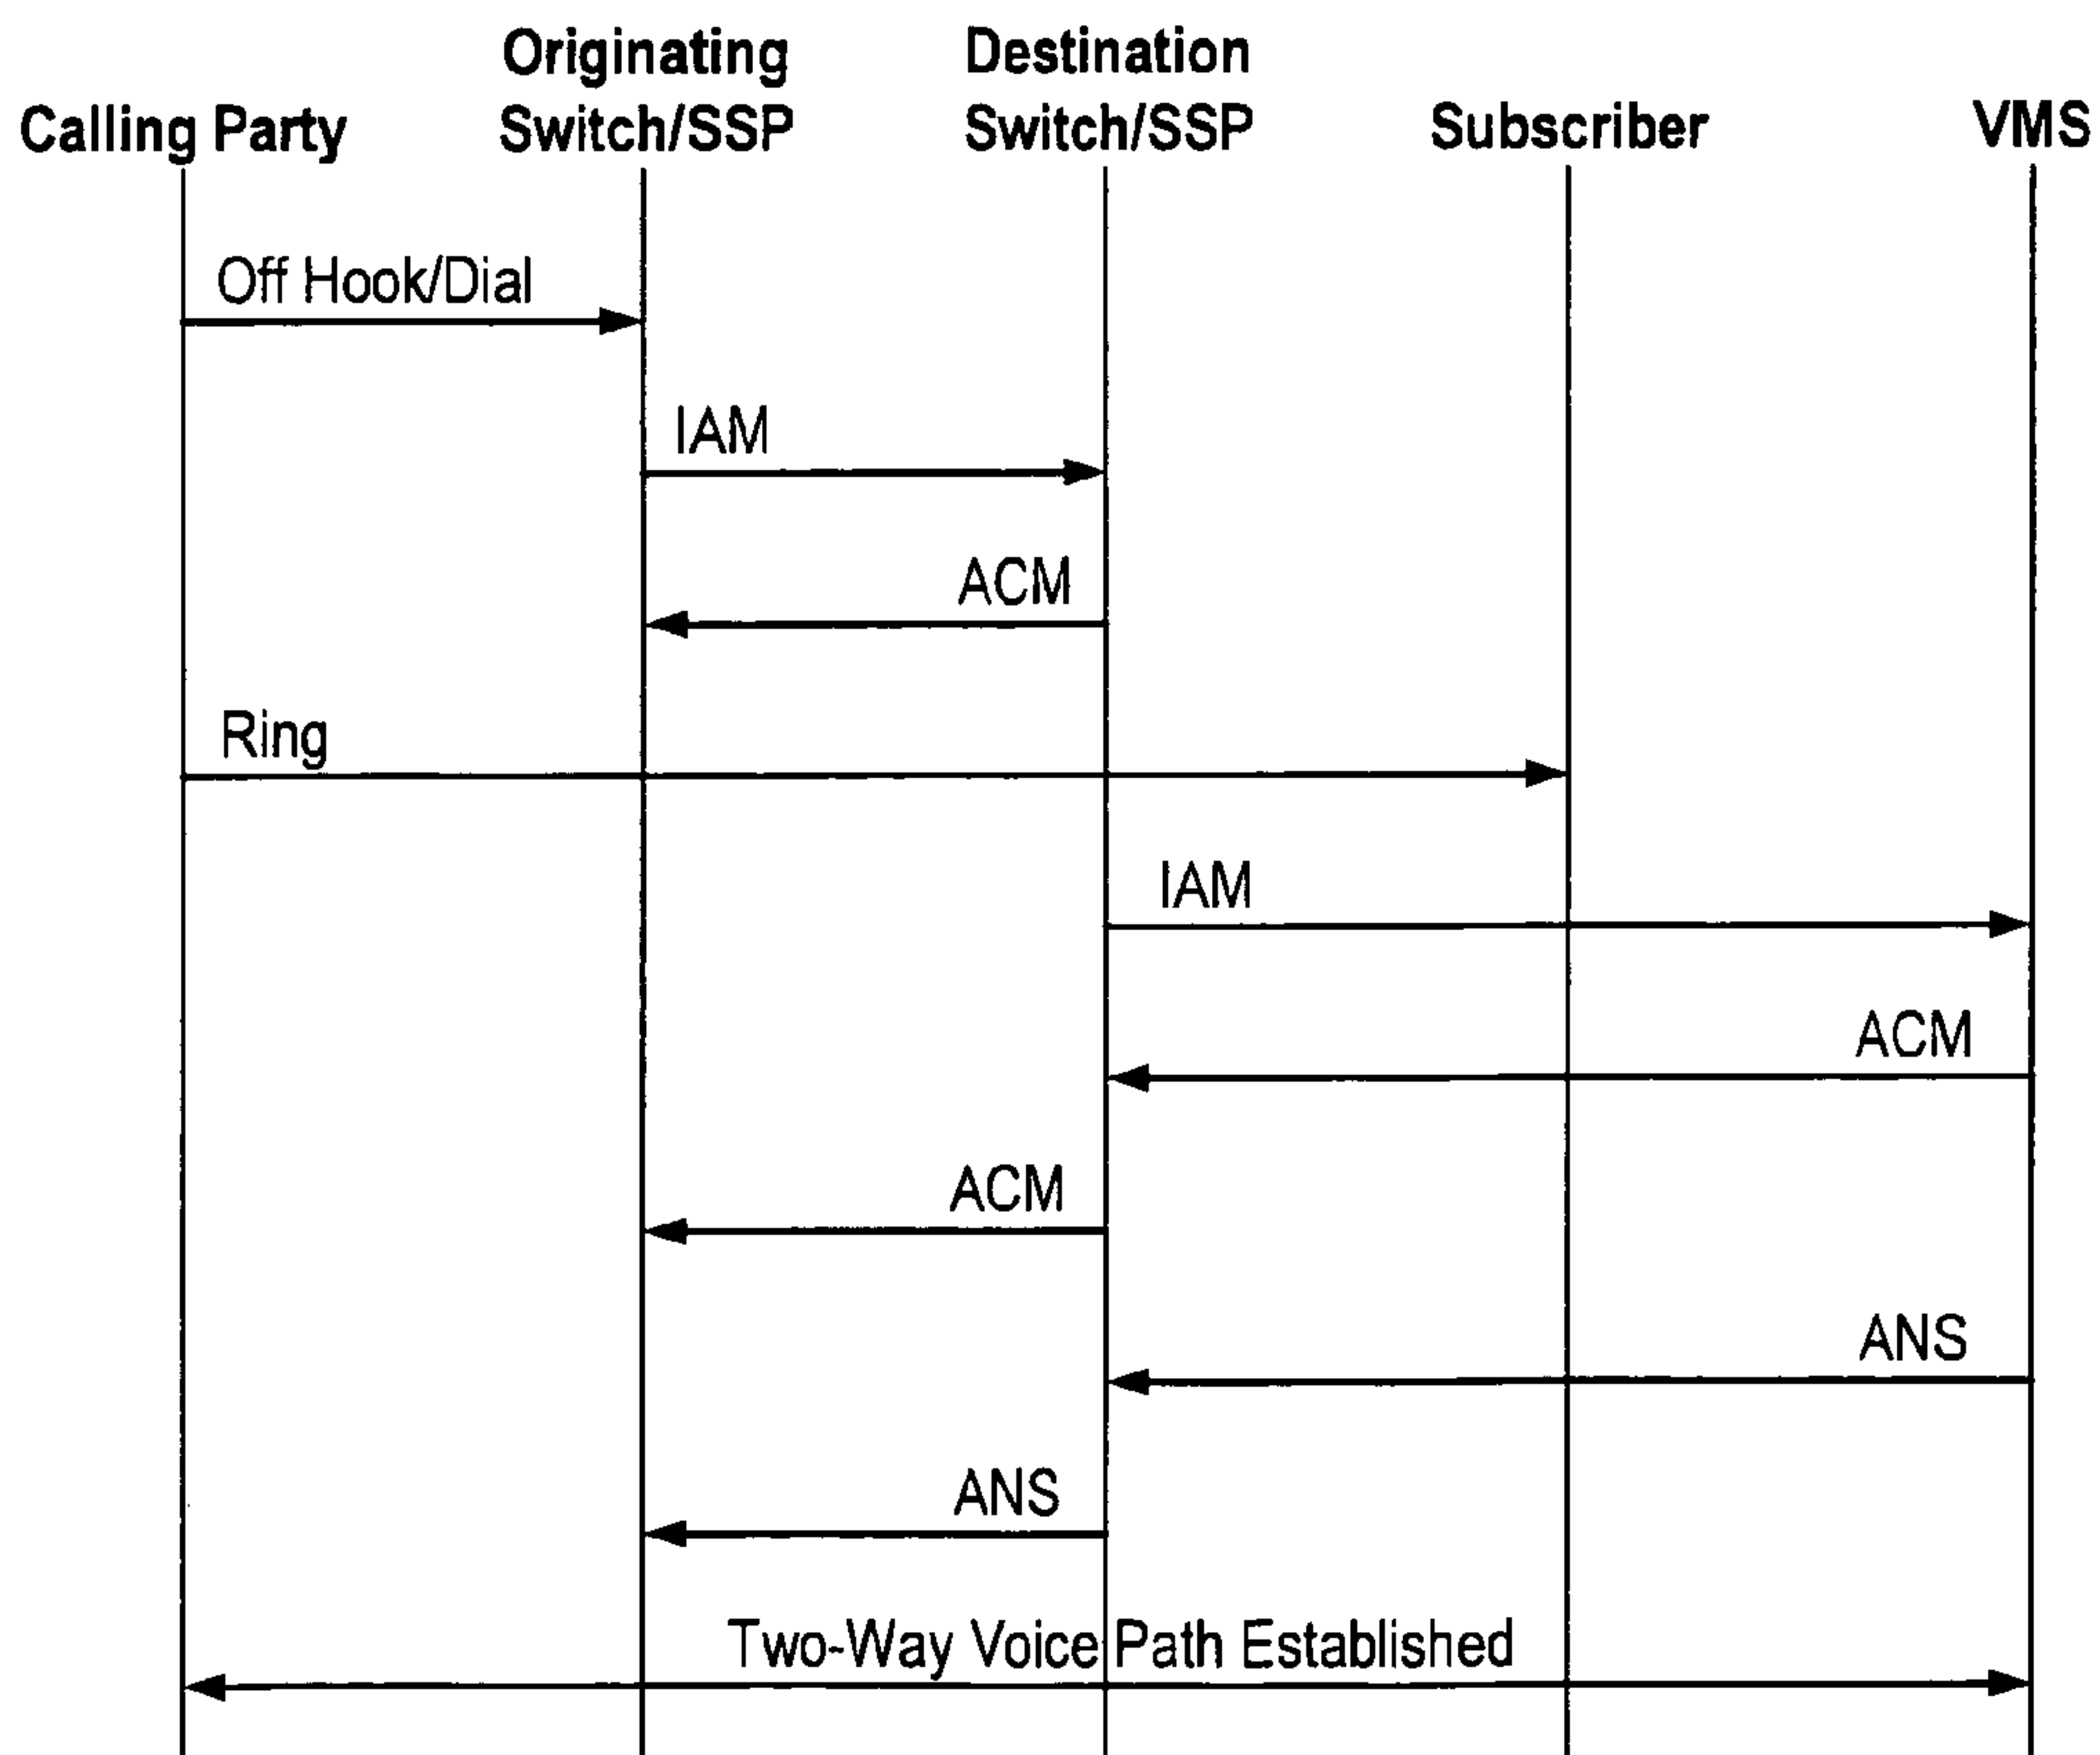 Calling Party
Originating
Switch/SSP
Destination
Switch/SSP
Subscriber
VMS
Off Hook/Dial
IAM
ACM
Ring
IAM
ACM
ACM
ANS
ANS
Two-Way Voice Path Established